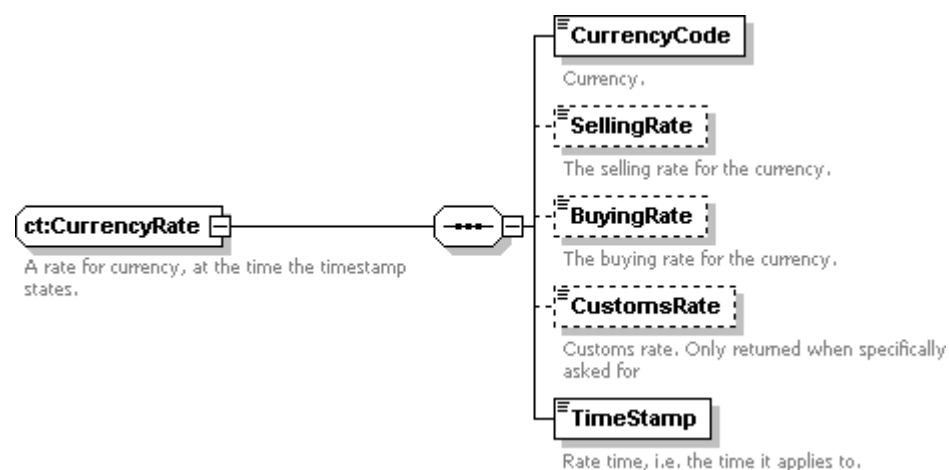 CurrencyCode
Currency.
SellingRate
The selling rate for the currency.
ct:CurrencyRate
A rate for currency, at the time the timestamp
states.
BuyingRate
The buying rate for the currency.
CustomsRate
Customs rate. Only returned when specifically
asked for
TimeStamp
Rate time, i.e. the time it applies to.